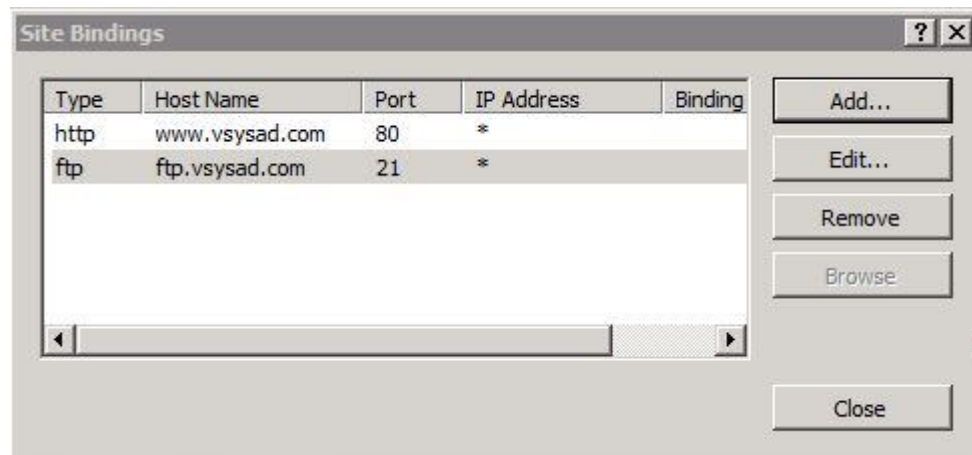 Site Bindings
Type Host Name Port IP Address Binding
http www.vsysad.com 80 *
ftp ftp.vsysad.com 21 *
Add...
Edit...
Remove
Browse
Close